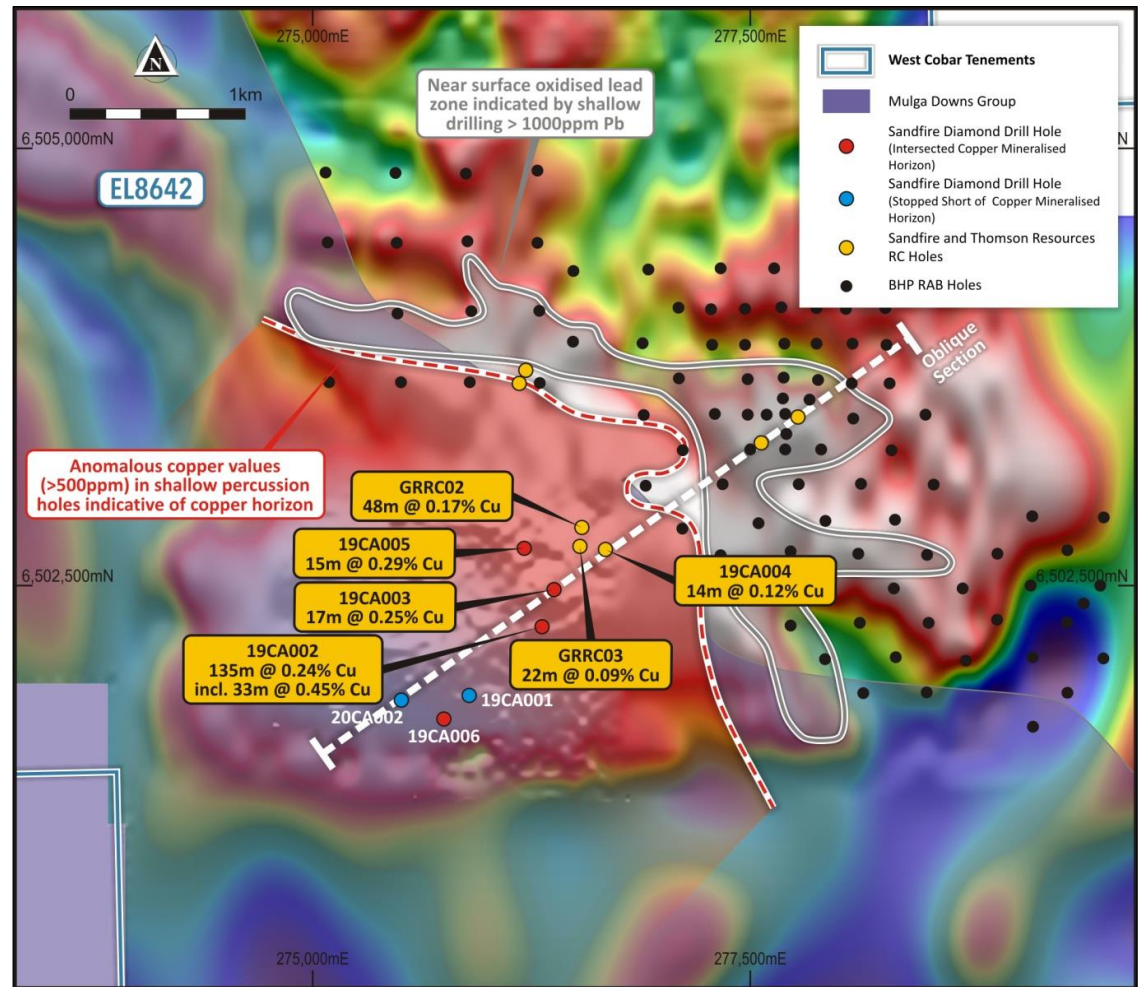 275,000mE
277,500mE
N
0
1km
6,505,000mN
EL8642
Near surface oxidised lead
zone indicated by shallow
drilling > 1000ppm Pb
West Cobar Tenements
Mulga Downs Group
Sandfire Diamond Drill Hole
(Intersected Copper Mineralised
Horizon)
Sandfire Diamond Drill Hole
(Stopped Short of Copper Mineralised
Horizon)
Sandfire and Thomson Resources
RC Holes
BHP RAB Holes
N
Oblique
Section
Anomalous copper values
(>500ppm) in shallow percussion
holes indicative of copper horizon
GRRC02
48m @ 0.17% Cu
19CA005
15m @ 0.29% Cu
6,502,500mN
19CA003
17m @ 0.25% Cu
19CA004
14m @ 0.12% Cu
6,502,500mN
19CA002
135m @ 0.24% Cu
incl. 33m @ 0.45% Cu
GRRC03
22m @ 0.09% Cu
20CA002
19CA001
19CA006
275,000mE
277,500mE